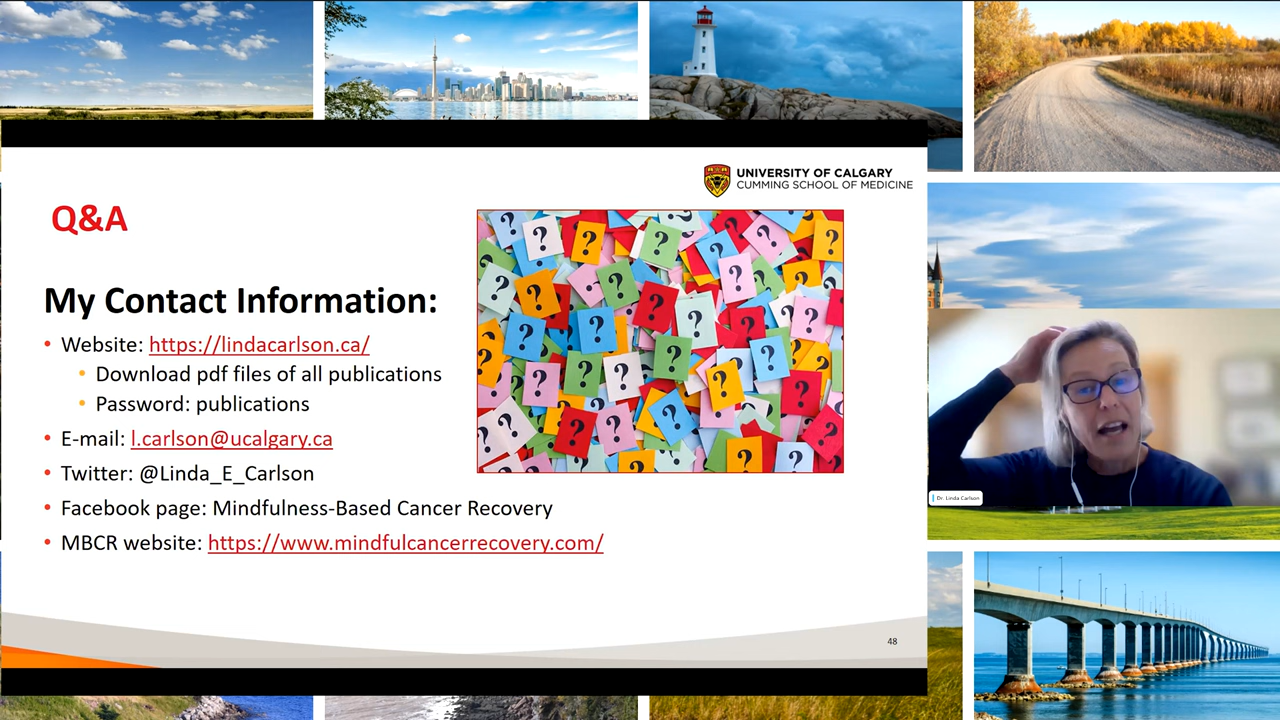 UNIVERSITY OF CALGARY
CUMMING SCHOOL OF MEDICINE
Q&A
My Contact Information:
• Website: https://lindacarlson.ca/
• Download pdf files of all publications
• Password: publications
• E-mail: l.carlson@ucalgary.ca
• Twitter: @Linda_E_Carlson
• Facebook page: Mindfulness-Based Cancer Recovery
• MBCR website: https://www.mindfulcancerrecovery.com/
Dr. Linda Carlson
48